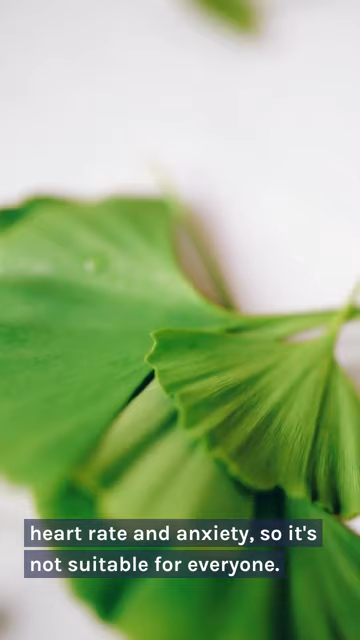 heart rate and anxiety, so it's
not suitable for everyone.